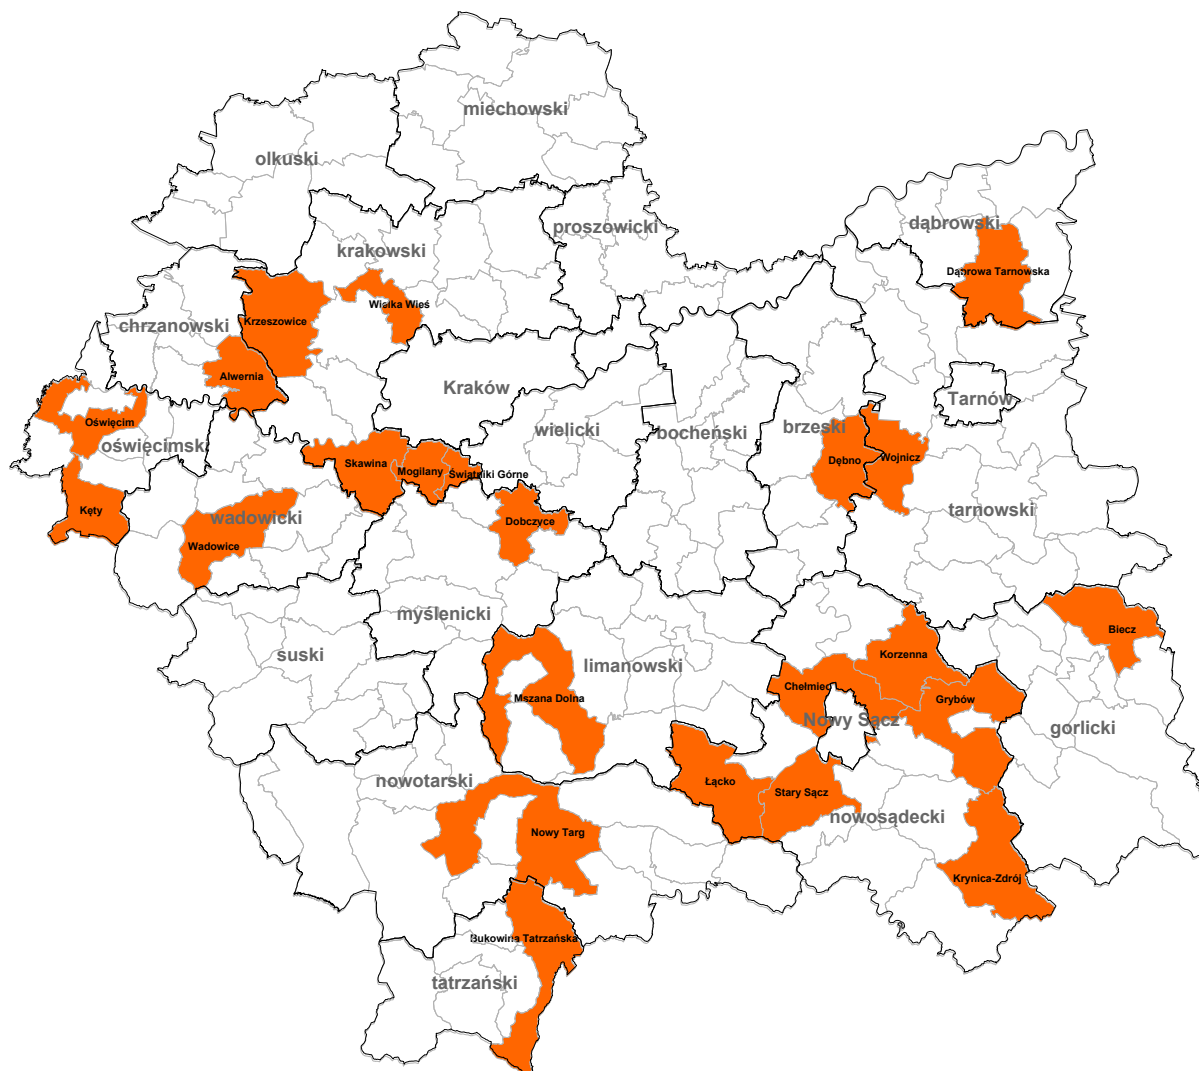 miechowski
olkuski
dąbrowski
proszowicki
krakowski
Dąbrowa Tarnowska
Wielka Wieś
Krzeszowice
chrzanowski
Alwernia
Kraków
Tarnów
Oświęcim
oświęcimski
wielicki
bocheński
brzeski
Dębno
Wojnicz
Skawina
Mogilany
Świątniki Górne
Kęty
wadowicki
Dobczyce
tarnowski
Wadowice
myślenicki
Biecz
suski
limanowski
Korzenna
Chełmiec
Mszana Dolna
Grybów
Nowy Sącz
gorlicki
nowotarski
Łącko
Stary Sącz
nowosądecki
Nowy Targ
Krynica-Zdrój
Bukowina Tatrzańska
tatrzański